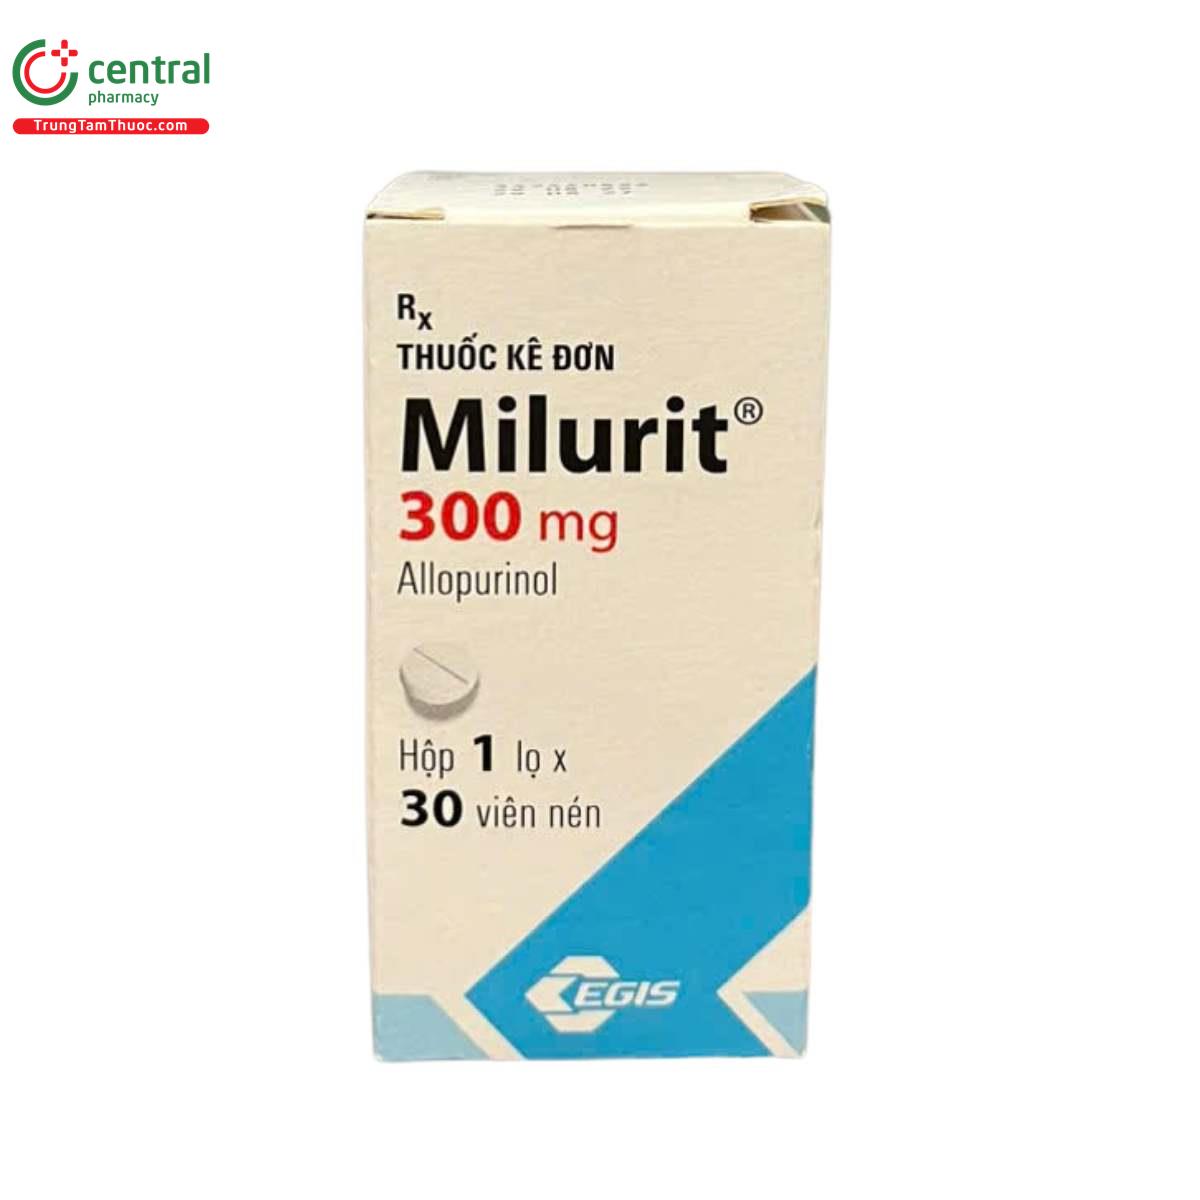 central
pharmacy
TrungTamThuoc.com
Rx
THUỐC KÊ ĐƠN
Milurit®
300 mg
Allopurinol
Hộp 1 lọ x
30 viên nén
EGIS